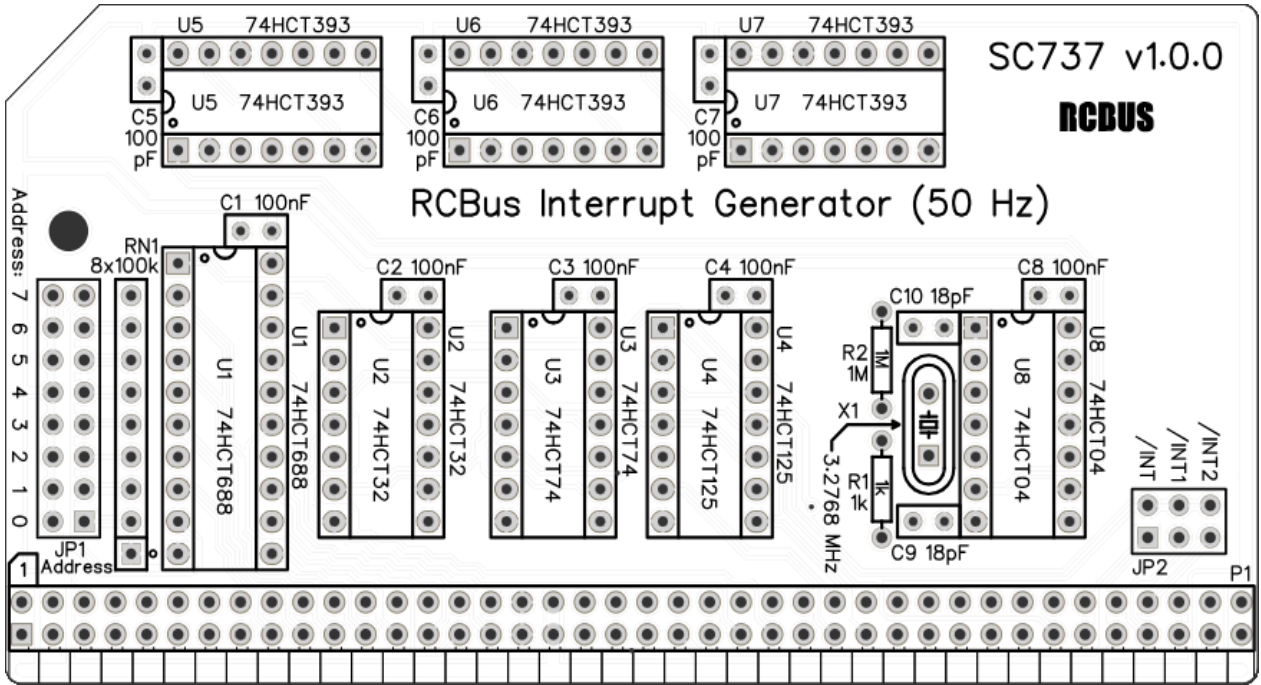 U5 74HCT393
U6 74HCT393
U7 74HCT393
SC737 v1.0.0
RCBUS
U5 74HCT393
U6 74HCT393
U7 74HCT393
C5
100
pF
C6
100
pF
C7
100
pF
RCBus Interrupt Generator (50 Hz)
Address:
7
6
5
4
3
2
1
0
JP1
Address
RN1
8x100k
C1 100nF
U1 74HCT688
U1 74HCT688
C2 100nF
U2 74HCT32
U2 74HCT32
C3 100nF
U3 74HCT74
U3 74HCT74
C4 100nF
U4 74HCT125
U4 74HCT125
R2
1M
1M
X1
3.2768 MHz
R1
1k
1k
C10 18pF
C9 18pF
C8 100nF
U8 74HCT04
U8 74HCT04
/INT
/INT1
/INT2
JP2
P1
1